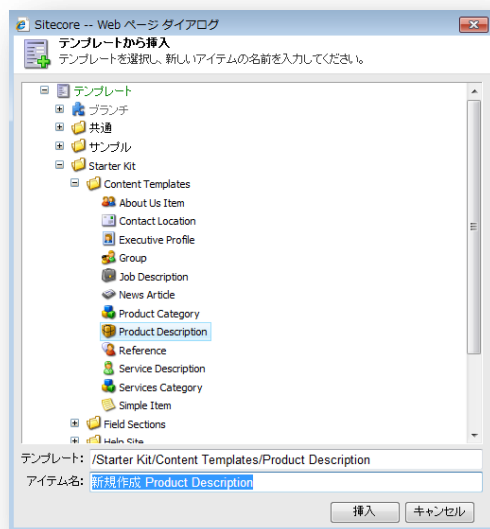 Sitecore -- Web ページ ダイアログ
テンプレートから挿入
テンプレートを選択し、新しいアイテムの名前を入力してください。
テンプレート
ブランチ
共通
サンプル
Starter Kit
Content Templates
About Us Item
Contact Location
Executive Profile
Group
Job Description
News Article
Product Category
Product Description
Reference
Service Description
Services Category
Simple Item
Field Sections
Help Site
テンプレート: /Starter Kit/Content Templates/Product Description
アイテム名: 新規作成 Product Description
挿入 キャンセル